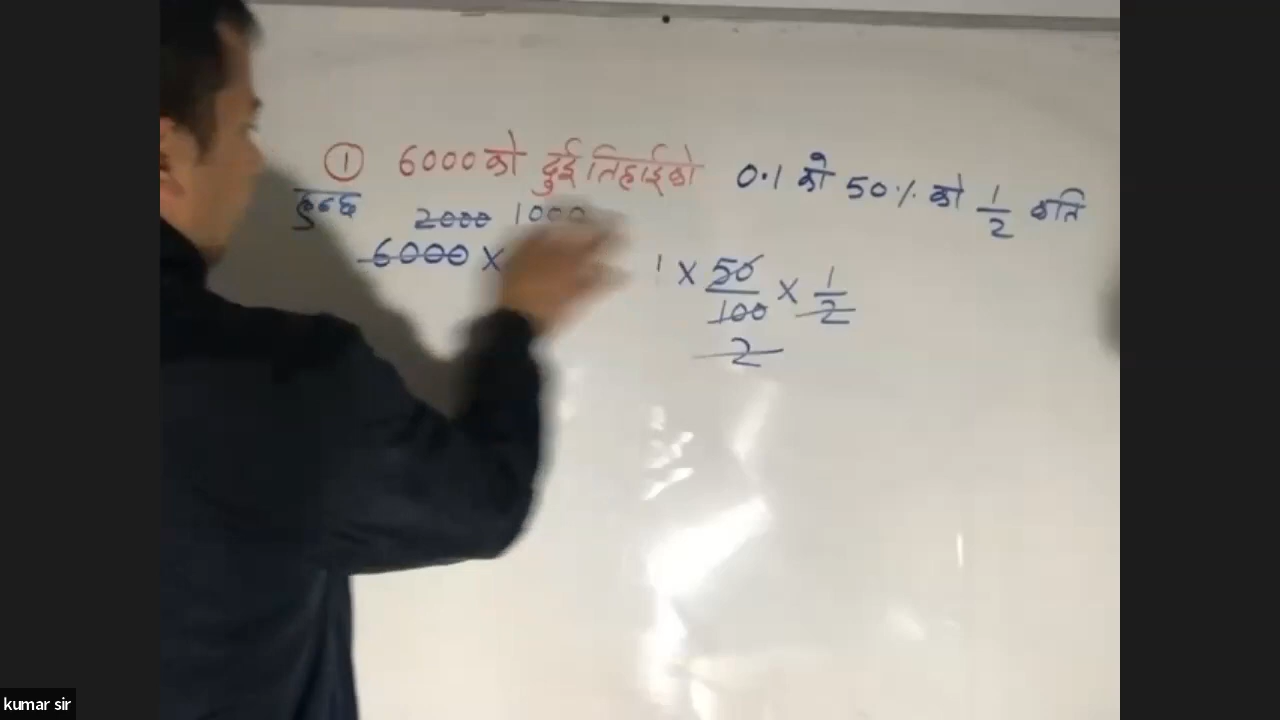 ① 6000 को दुई तिहाईको 0.1 को 50% को 1/2 कति
हुन्छ
2000 1000
6000 ×
1 × 50/100 × 1/2
2
kumar sir